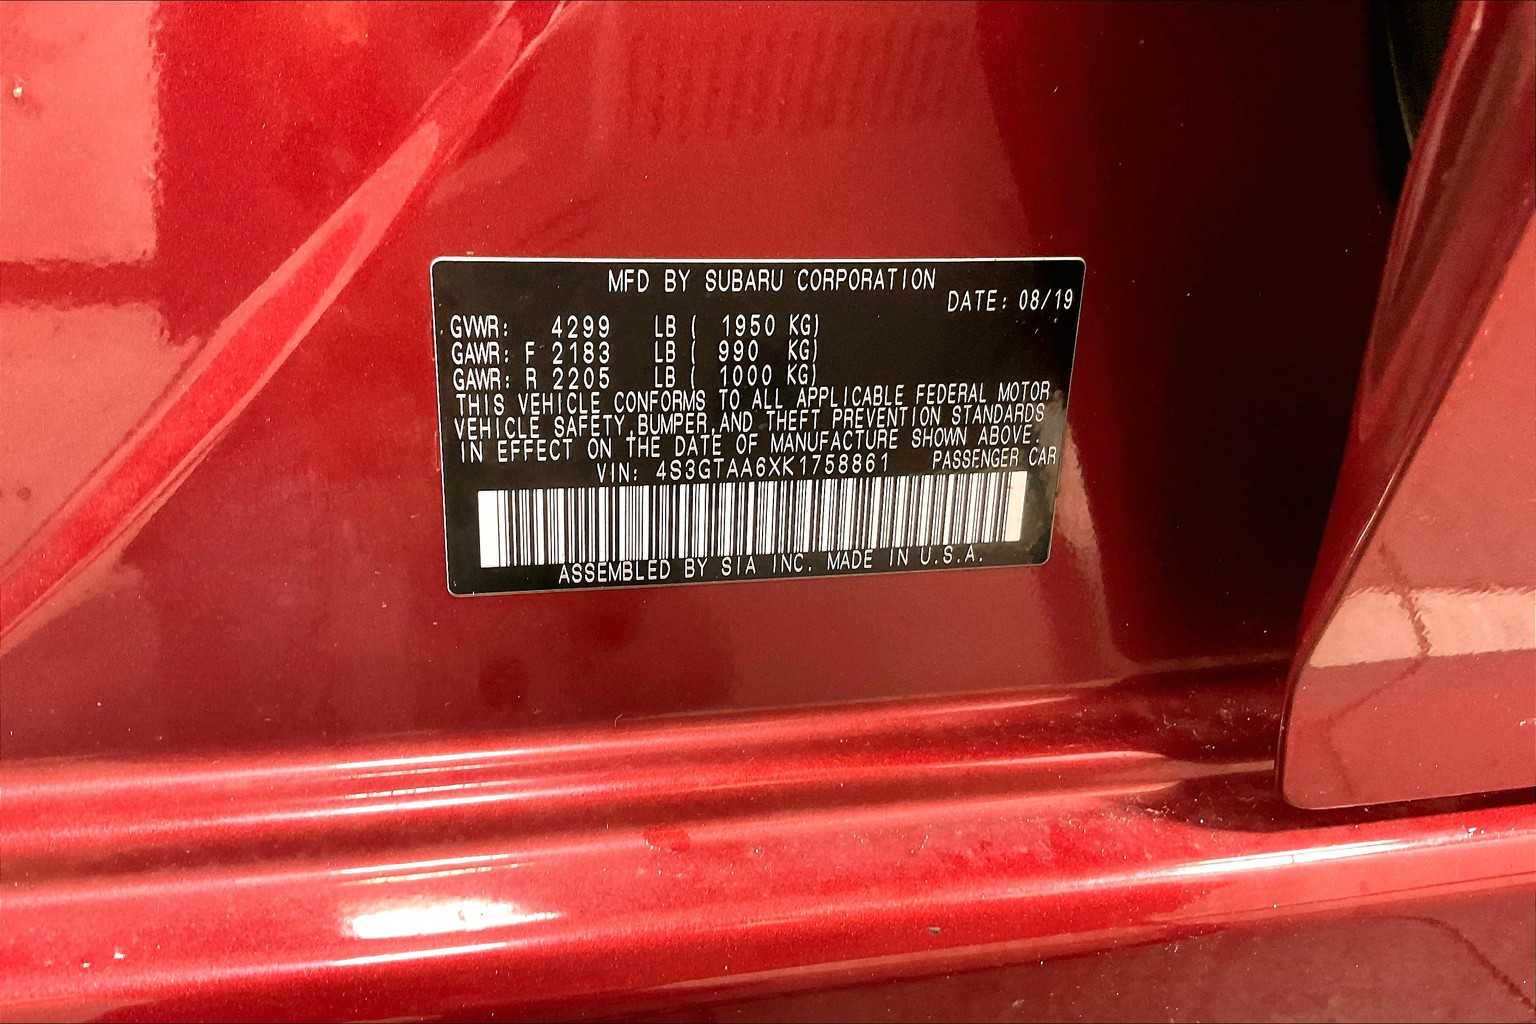 MFD BY SUBARU CORPORATION
DATE: 08/19
GVWR: 4299 LB ( 1950 KG)
GAWR: F 2183 LB ( 990 KG)
GAWR: R 2205 LB ( 1000 KG)
THIS VEHICLE CONFORMS TO ALL APPLICABLE FEDERAL MOTOR
VEHICLE SAFETY,BUMPER,AND THEFT PREVENTION STANDARDS
IN EFFECT ON THE DATE OF MANUFACTURE SHOWN ABOVE.
VIN: 4S3GTAA6XK1758861 PASSENGER CAR
ASSEMBLED BY SIA INC. MADE IN U.S.A.